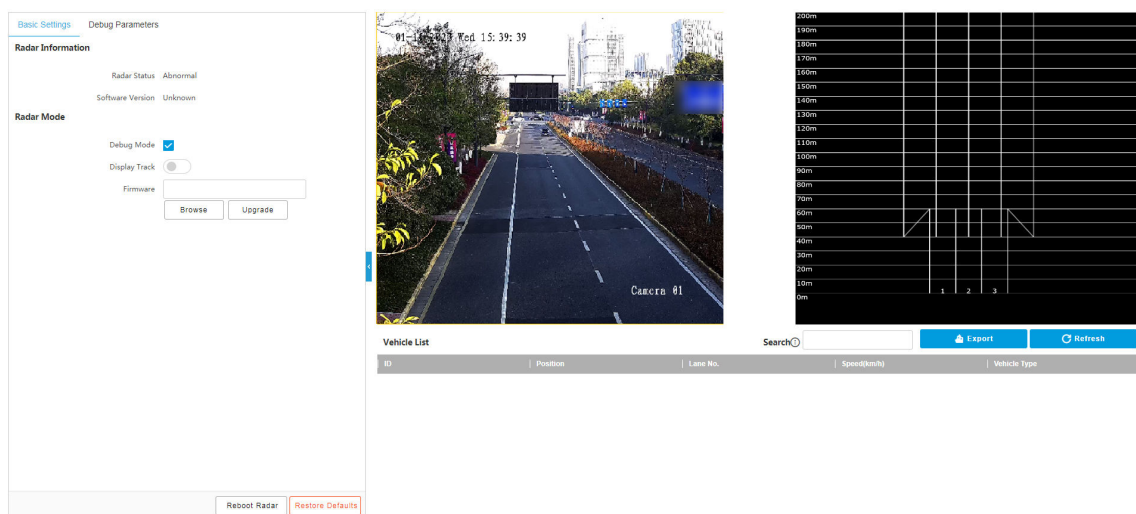 Basic Settings Debug Parameters
Radar Information
Radar Status Abnormal
Software Version Unknown
Radar Mode
Debug Mode
Display Track
Firmware
Browse Upgrade
Reboot Radar Restore Defaults
Wed 15:39:39
Camera 01
200m
190m
180m
170m
160m
150m
140m
130m
120m
110m
100m
90m
80m
70m
60m
50m
40m
30m
20m
10m
0m
1 2 3
Vehicle List Search Export Refresh
ID Position Lane No. Speed(km/h) Vehicle Type